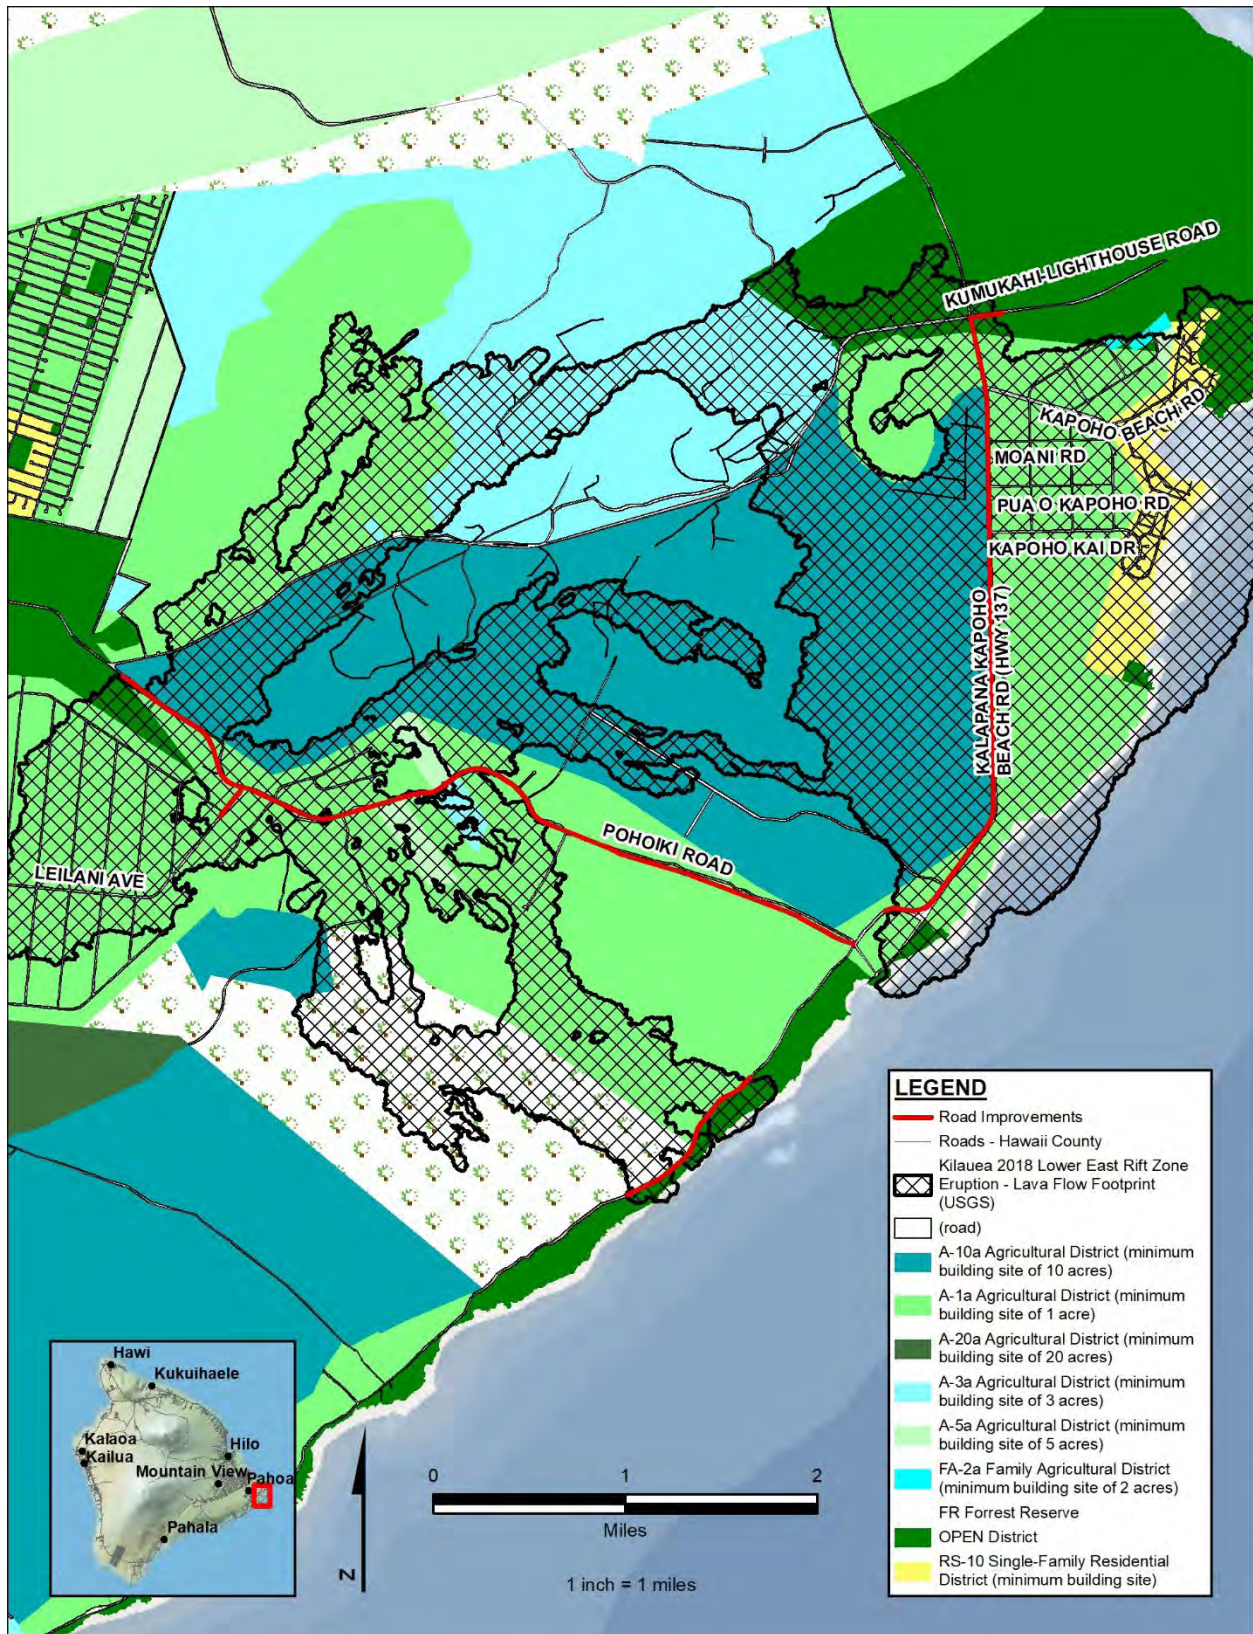 KUMUKAHI-LIGHTHOUSE ROAD
KAPOHO BEACH RD
MOANI RD
PUA O KAPOHO RD
KAPOHO KAI DR
KALAPANA KAPOHO
BEACH RD (HWY 137)
POHOIKI ROAD
LEILANI AVE
LEGEND
Road Improvements
Roads - Hawaii County
Kilauea 2018 Lower East Rift Zone
Eruption - Lava Flow Footprint
(USGS)
(road)
A-10a Agricultural District (minimum
building site of 10 acres)
A-1a Agricultural District (minimum
building site of 1 acre)
A-20a Agricultural District (minimum
building site of 20 acres)
A-3a Agricultural District (minimum
building site of 3 acres)
A-5a Agricultural District (minimum
building site of 5 acres)
FA-2a Family Agricultural District
(minimum building site of 2 acres)
FR Forrest Reserve
OPEN District
RS-10 Single-Family Residential
District (minimum building site)
Hawi
Kukuihaele
Kalaoa
Kailua
Hilo
Mountain View
Pahoa
Pahala
N
0 1 2
Miles
1 inch = 1 miles